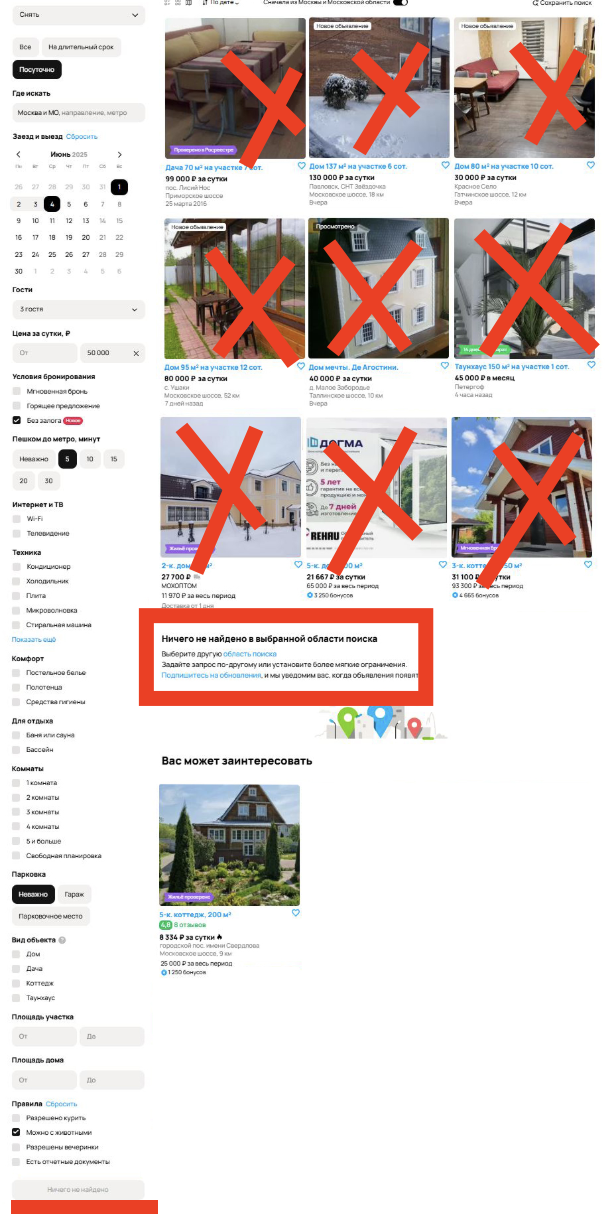 Снять
Все
На длительный срок
Посуточно
Где искать
Москва и МО, направление, метро
Заезд и выезд Сбросить
Июнь 2025
пн вт ср чт пт сб вс
26 27 28 29 30 31 1
2 3 4 5 6 7 8
9 10 11 12 13 14 15
16 17 18 19 20 21 22
23 24 25 26 27 28 29
30 1 2 3 4 5 6
Гости
3 гостя
Цена за сутки, ₽
От
50 000
Условия бронирования
Мгновенная бронь
Горящее предложение
Без залога Новое
Пешком до метро, минут
Неважно 5 10 15
20 30
Интернет и ТВ
Wi-Fi
Телевидение
Техника
Кондиционер
Холодильник
Плита
Микроволновка
Стиральная машина
Показать ещё
Комфорт
Постельное белье
Полотенца
Средства гигиены
Для отдыха
Баня или сауна
Бассейн
Комнаты
1 комната
2 комнаты
3 комнаты
4 комнаты
5 и больше
Свободная планировка
Парковка
Неважно
Гараж
Парковочное место
Вид объекта
Дом
Дача
Коттедж
Таунхаус
Площадь участка
От
До
Площадь дома
От
До
Правила Сбросить
Разрешено курить
Можно с животными
Разрешены вечеринки
Есть отчетные документы
Ничего не найдено
По дате
Сначала из Москвы и Московской области
Сохранить поиск
Проверено в Росреестре
Дача 70 м² на участке 7 сот.
99 000 ₽ за сутки
пос. Лисий Нос
Приморское шоссе
25 марта 2016
Новое объявление
Дом 137 м² на участке 6 сот.
130 000 ₽ за сутки
Павловск, СНТ Звёздочка
Московское шоссе, 18 км
Вчера
Новое объявление
Дом 80 м² на участке 10 сот.
30 000 ₽ за сутки
Красное Село
Гатчинское шоссе, 12 км
Вчера
Новое объявление
Дом 95 м² на участке 12 сот.
80 000 ₽ за сутки
с. Ушаки
Московское шоссе, 52 км
7 дней назад
Просмотрено
Дом мечты. Де Агостини.
40 000 ₽ за сутки
д. Малое Забородье
Таллинское шоссе, 10 км
Вчера
Таунхаус 150 м² на участке 1 сот.
45 000 ₽ в месяц
Петергоф
4 часа назад
Жильё
2-к. дом
27 700 ₽
МОХОПТОМ
11 970 ₽ за весь период
Доставка от 1 дня
ДОГМА
5 лет
гарантия на
продукцию и
До 7 дней
изготовление
REHAU
5-к.
21 667 ₽ за сутки
65 000 ₽ за весь период
3 250 бонусов
Мгновенная
3-к.
31 100 ₽ за сутки
93 300 ₽ за весь период
4 665 бонусов
Ничего не найдено в выбранной области поиска
Выберите другую область поиска
Задайте запрос по-другому или установите более мягкие ограничения.
Подпишитесь на обновления, и мы уведомим вас, когда объявления появят
Вас может заинтересовать
Жильё проверено
5-к. коттедж, 200 м²
4,8 8 отзывов
8 334 ₽ за сутки
городской пос. имени Свердлова
Московское шоссе, 9 км
25 000 ₽ за весь период
1 250 бонусов